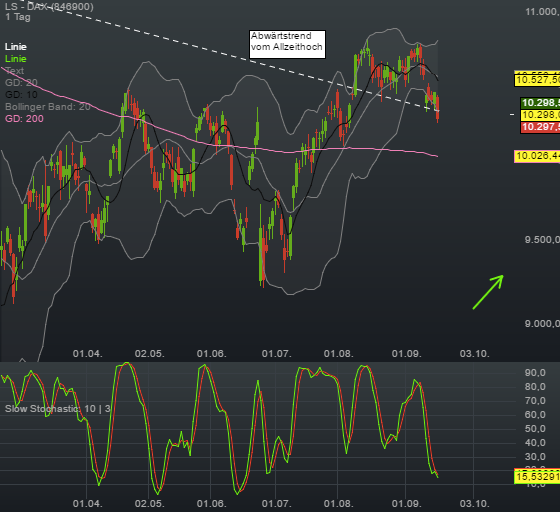 LS - DAX (846900)
1 Tag
Linie
Linie
Text
GD: 20
GD: 10
Bollinger Band: 20
GD: 200
Abwärtstrend
vom Allzeithoch
11.000,
10.527,50
10.298,5
10.298,0
10.297,5
10.026,44
9.500,0
9.000,0
01.04. 02.05. 01.06. 01.07. 01.08. 01.09. 03.10.
Slow Stochastic: 10 | 3
90,0
80,0
70,0
60,0
50,0
40,0
30,0
15,53291
01.04. 02.05. 01.06. 01.07. 01.08. 01.09. 03.10.